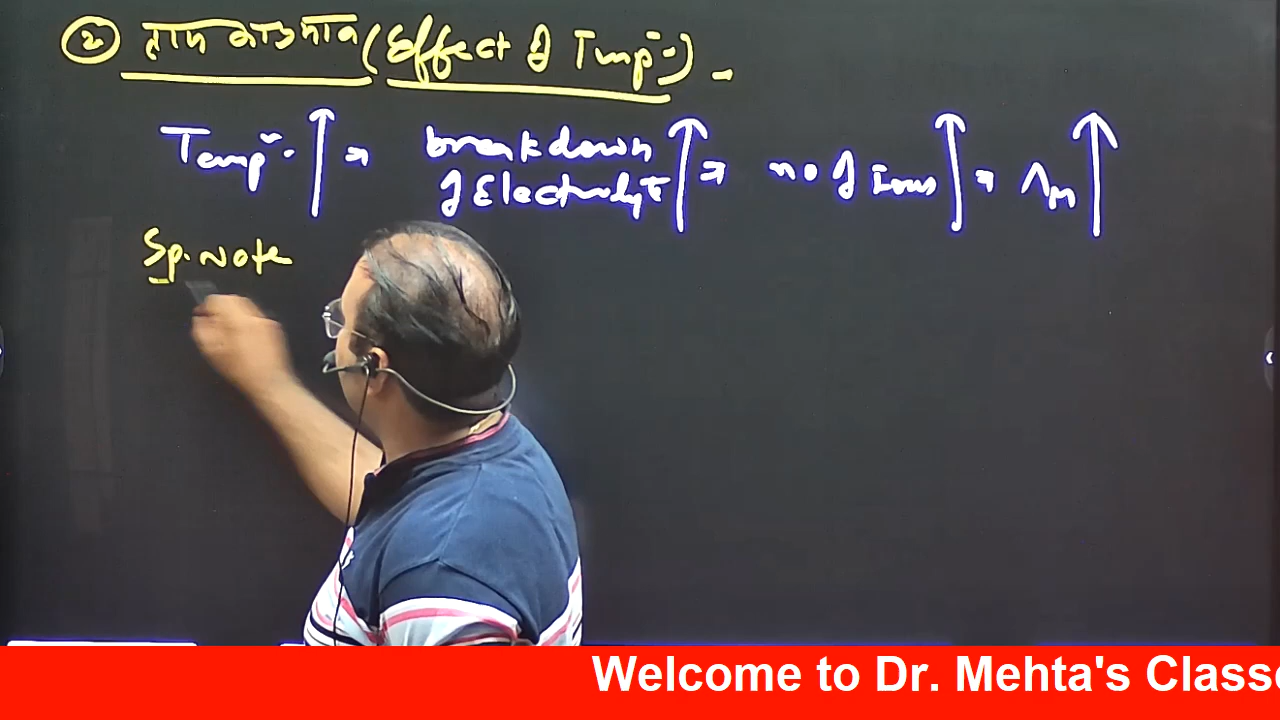 ② ताप का प्रभाव (Effect of Temp.) -
Temp. ↑ → breakdown of Electrolyte ↑ → no of ions ↑ → Λm ↑
Sp. Note
Welcome to Dr. Mehta's Classe